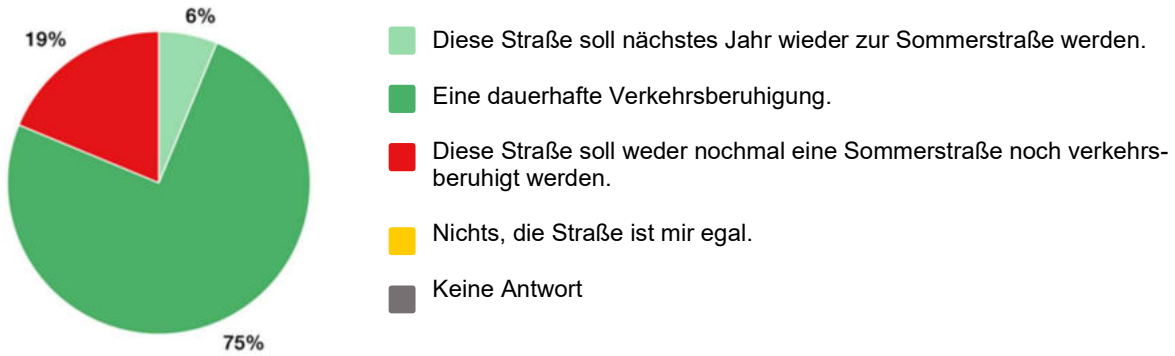 6%
19%
Diese Straße soll nächstes Jahr wieder zur Sommerstraße werden.
Eine dauerhafte Verkehrsberuhigung.
Diese Straße soll weder nochmal eine Sommerstraße noch verkehrs-
beruhigt werden.
Nichts, die Straße ist mir egal.
Keine Antwort
75%